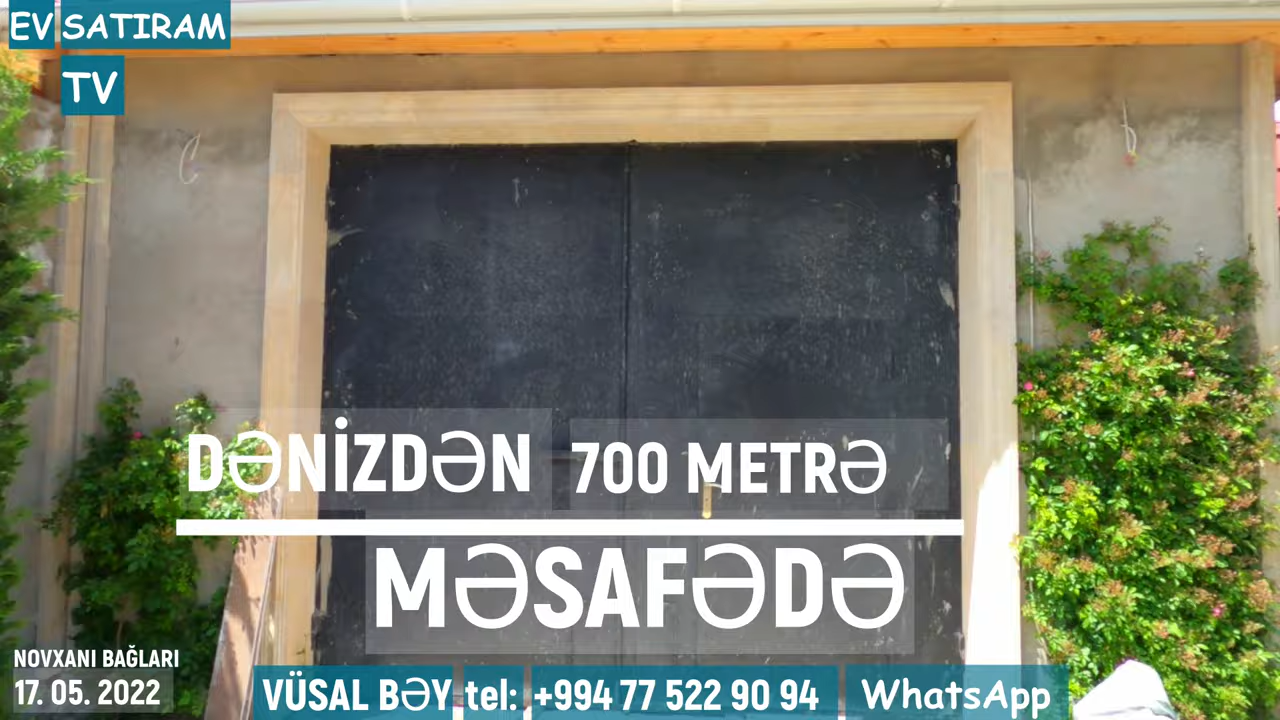 EV SATIRAM
TV
DƏNİZDƏN 700 METRƏ
MƏSAFƏDƏ
NOVXANI BAĞLARI
17. 05. 2022
VÜSAL BƏY tel: +994 77 522 90 94 WhatsApp